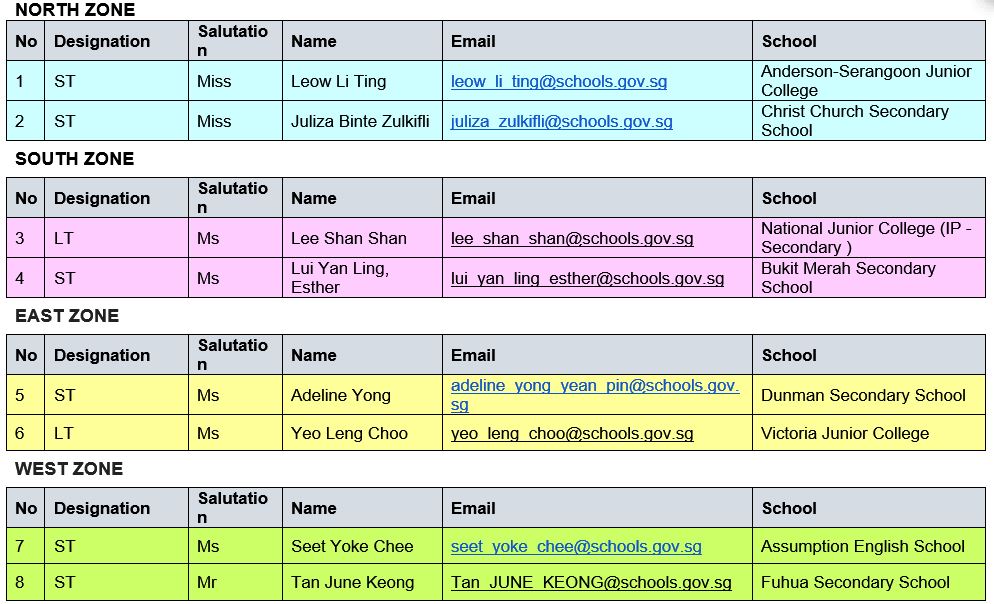 NORTH ZONE
No Designation Salutatio
n Name Email School
1 ST Miss Leow Li Ting leow_li_ting@schools.gov.sg Anderson-Serangoon Junior
College
2 ST Miss Juliza Binte Zulkifli juliza_zulkifli@schools.gov.sg Christ Church Secondary
School
SOUTH ZONE
No Designation Salutatio
n Name Email School
3 LT Ms Lee Shan Shan lee_shan_shan@schools.gov.sg National Junior College (IP -
Secondary )
4 ST Ms Lui Yan Ling,
Esther lui_yan_ling_esther@schools.gov.sg Bukit Merah Secondary
School
EAST ZONE
No Designation Salutatio
n Name Email School
5 ST Ms Adeline Yong adeline_yong_yean_pin@schools.gov.
sg Dunman Secondary School
6 LT Ms Yeo Leng Choo yeo_leng_choo@schools.gov.sg Victoria Junior College
WEST ZONE
No Designation Salutatio
n Name Email School
7 ST Ms Seet Yoke Chee seet_yoke_chee@schools.gov.sg Assumption English School
8 ST Mr Tan June Keong Tan_JUNE_KEONG@schools.gov.sg Fuhua Secondary School